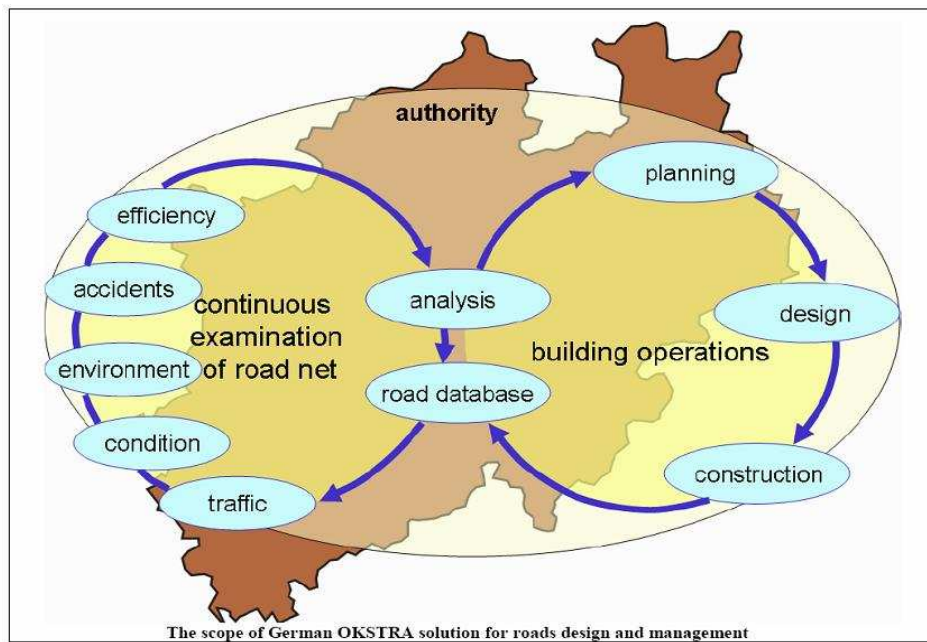 authority
planning
efficiency
accidents
analysis
design
continuous
examination
of road net
building operations
environment
road database
condition
construction
traffic
The scope of German OKSTRA solution for roads design and management